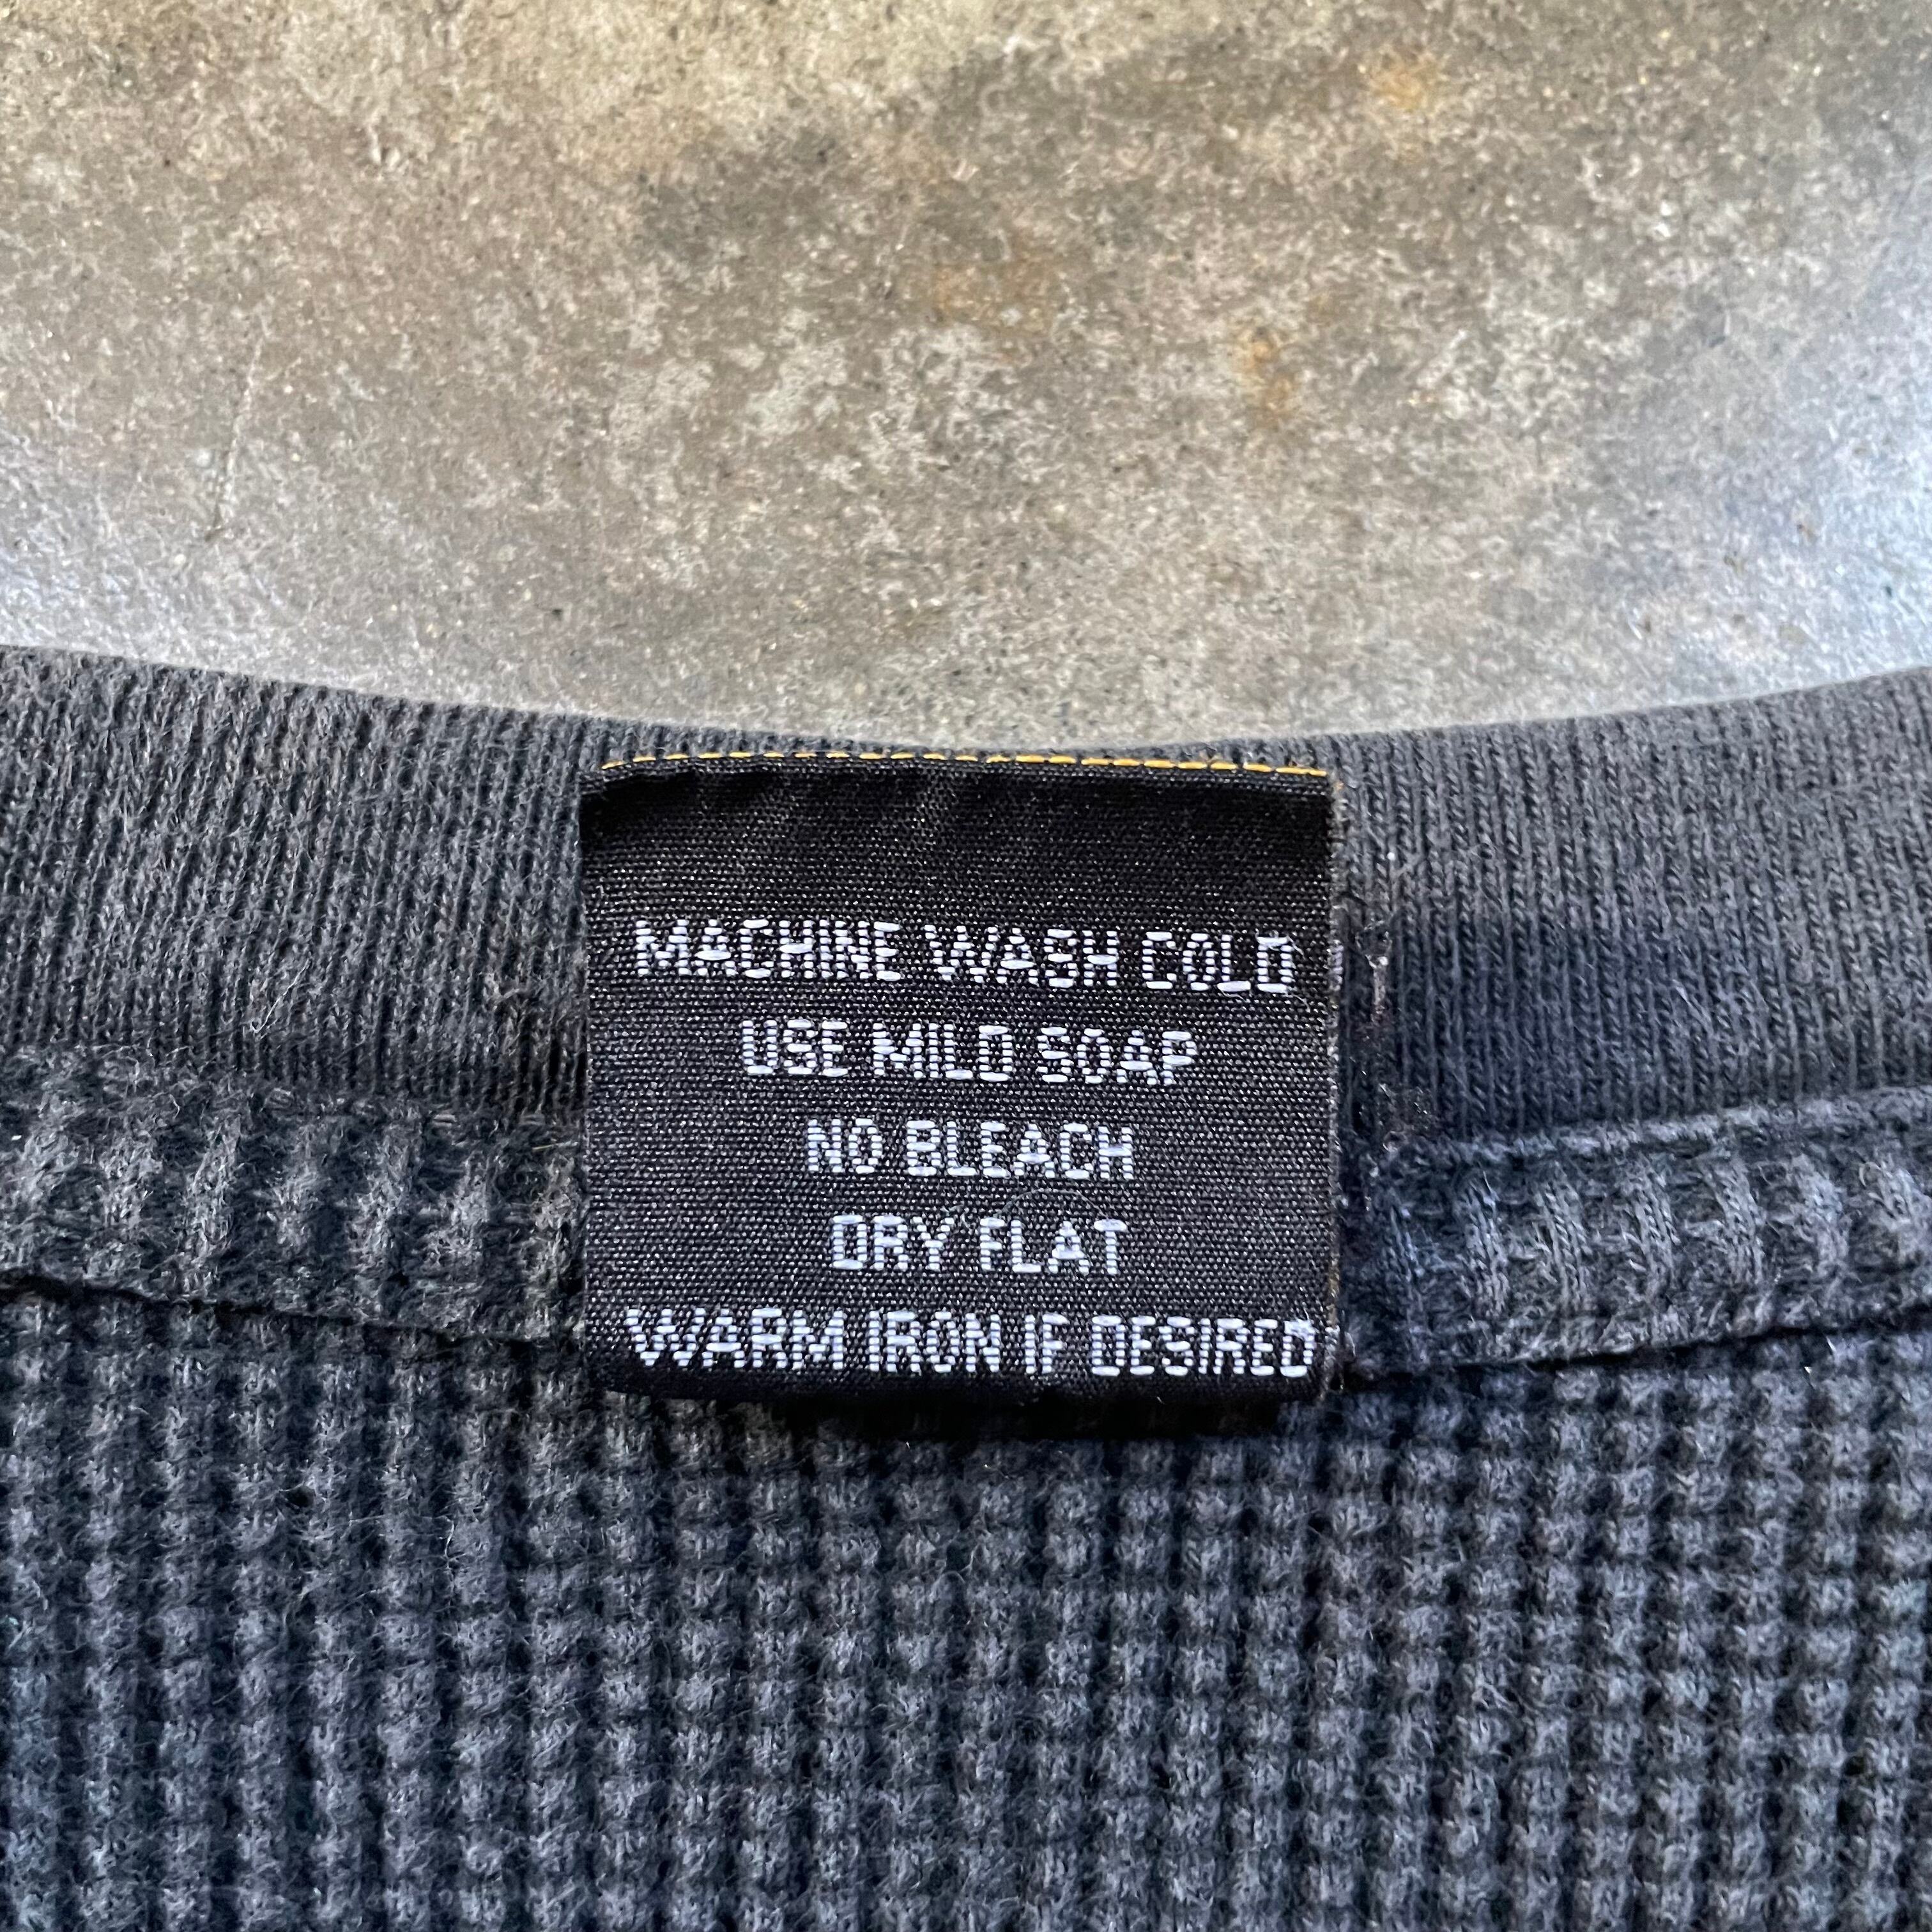 MACHINE WASH COLD
USE MILD SOAP
NO BLEACH
DRY FLAT
WARM IRON IF DESIRED